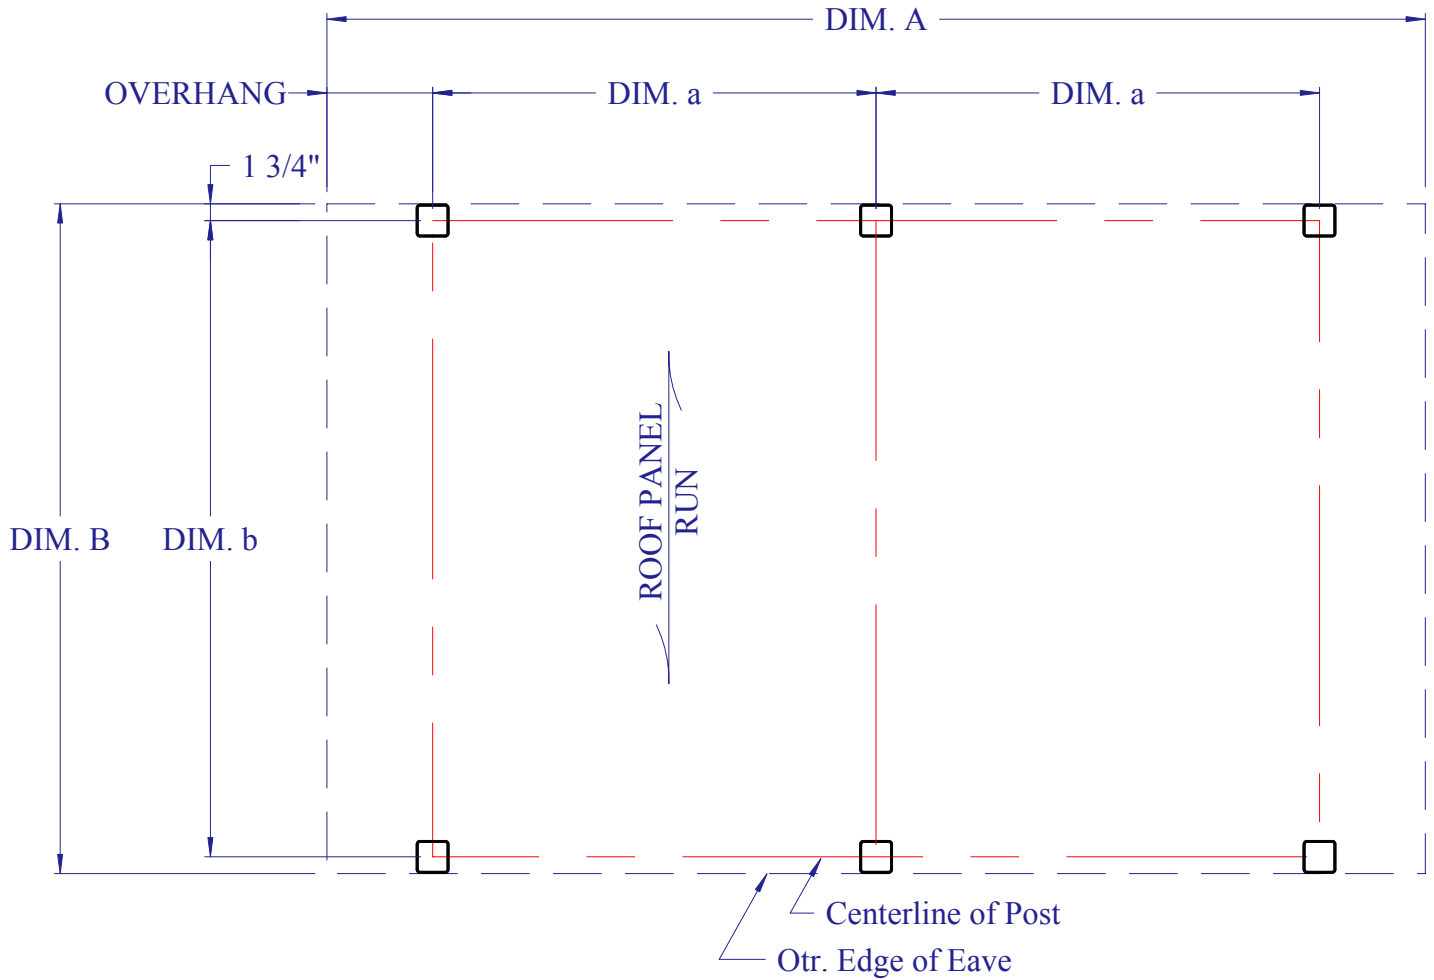 DIM. A
OVERHANG
DIM. a
DIM. a
1 3/4"
ROOF PANEL
RUN
DIM. B
DIM. b
Centerline of Post
Otr. Edge of Eave